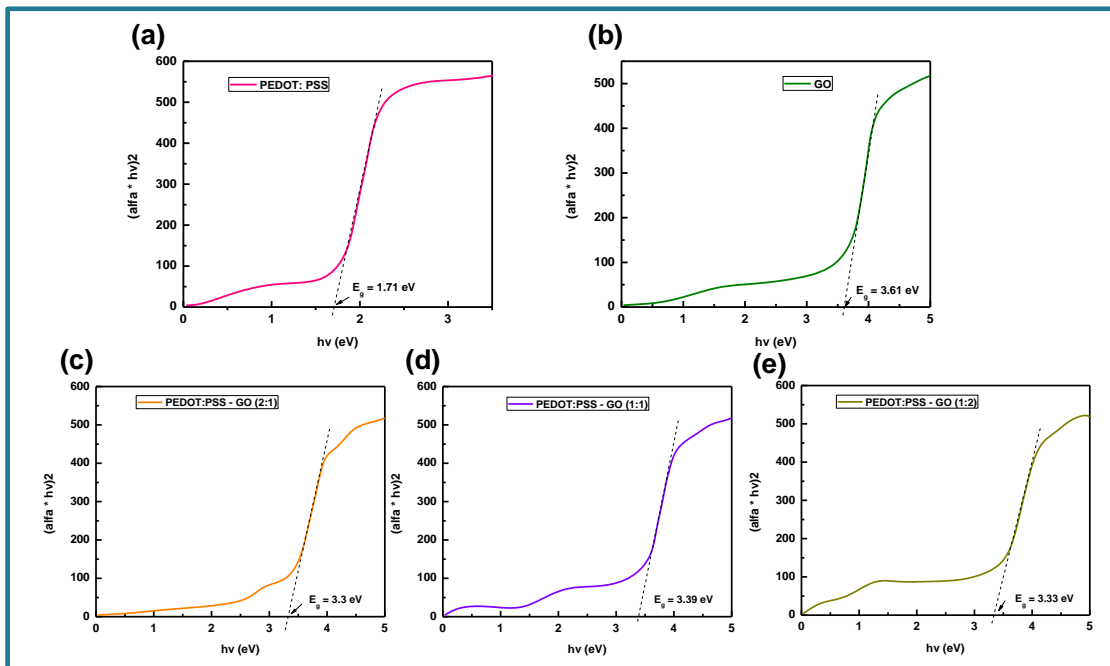 (a)
600
500
400
300
200
100
0
(alfa * hv)2
PEDOT: PSS
E_g = 1.71 eV
0 1 2 3
hv (eV)
(b)
500
400
300
200
100
0
(alfa * hv)2
GO
E_g = 3.61 eV
0 1 2 3 4 5
hv (eV)
(c)
600
500
400
300
200
100
0
(alfa * hv)2
PEDOT:PSS - GO (2:1)
E_g = 3.3 eV
0 1 2 3 4 5
hv (eV)
(d)
600
500
400
300
200
100
0
(alfa * hv)2
PEDOT:PSS - GO (1:1)
E_g = 3.39 eV
0 1 2 3 4 5
hv (eV)
(e)
600
500
400
300
200
100
0
(alfa * hv)2
PEDOT:PSS - GO (1:2)
E_g = 3.33 eV
0 1 2 3 4 5
hv (eV)